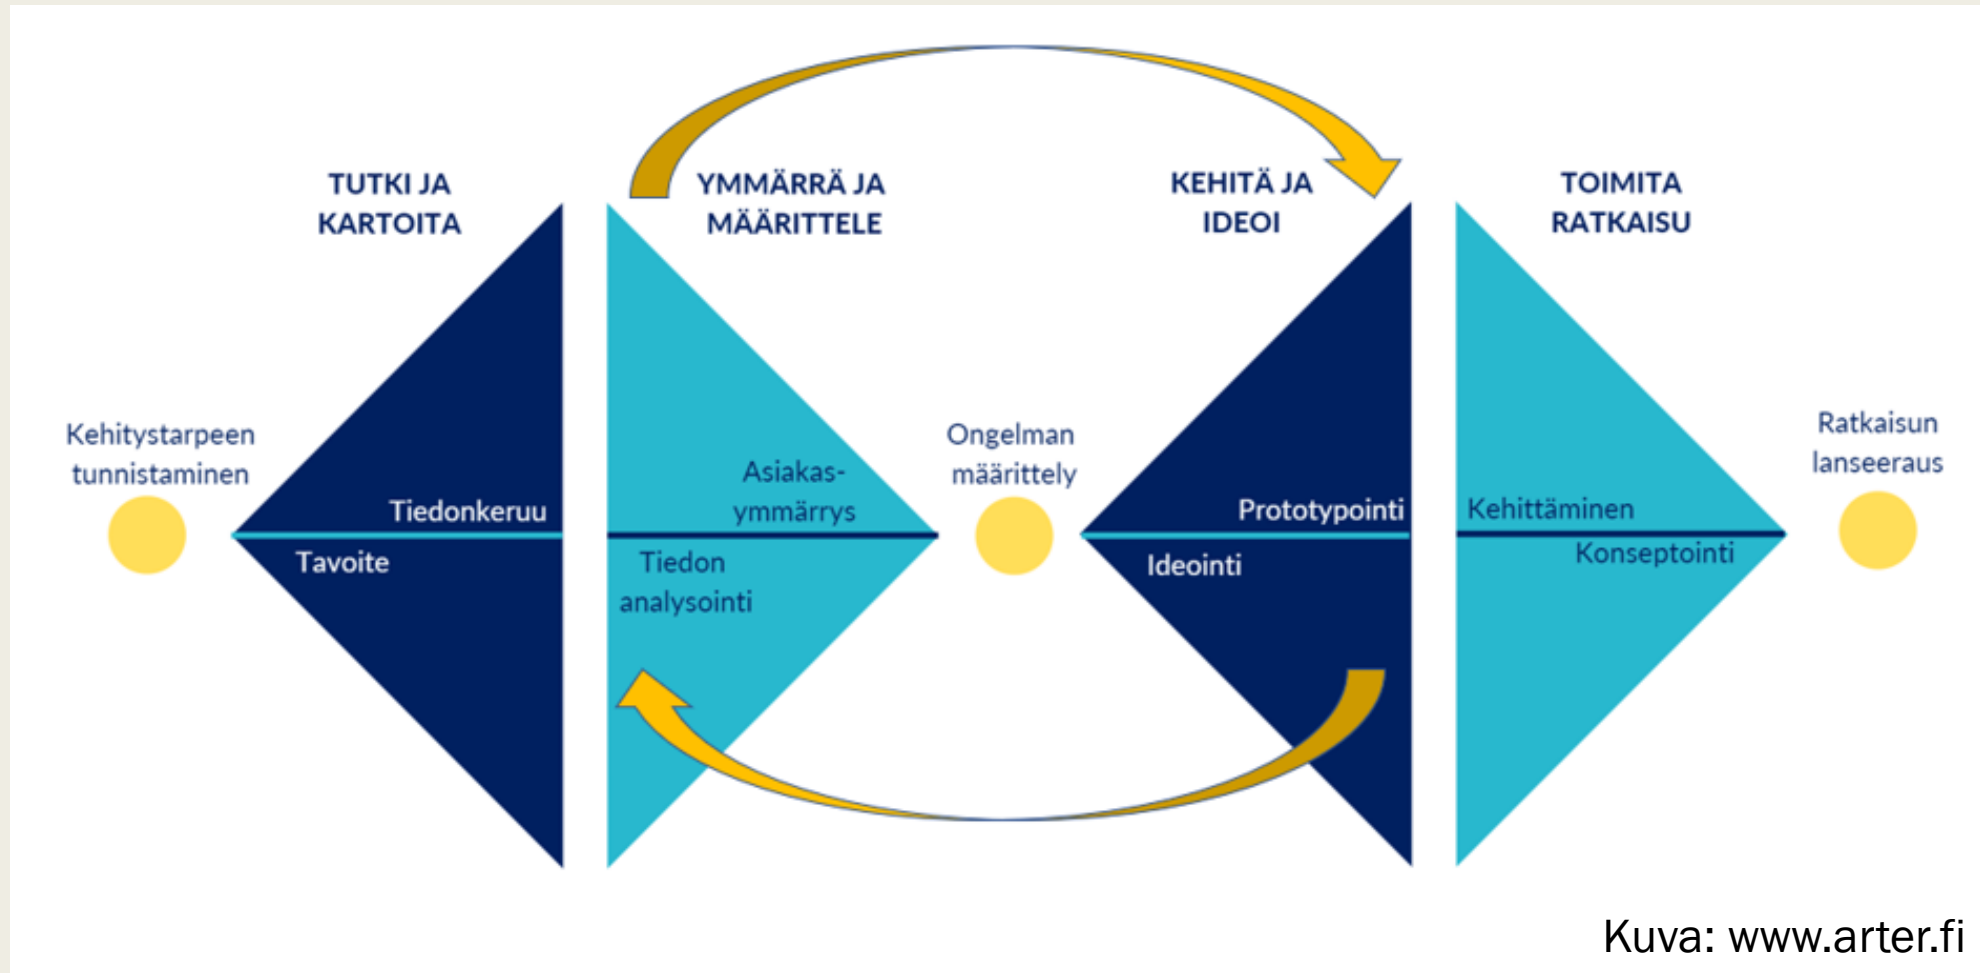 TUTKI JA
KARTOITA
YMMÄRRÄ JA
MÄÄRITTELE
KEHITÄ JA
IDEOI
TOIMITA
RATKAISU
Kehitystarpeen
tunnistaminen
Tiedonkeruu
Tavoite
Asiakas-
ymmärrys
Tiedon
analysointi
Ongelman
määrittely
Prototypointi
Ideointi
Kehittäminen
Konseptointi
Ratkaisun
lanseeraus
Kuva: www.arter.fi